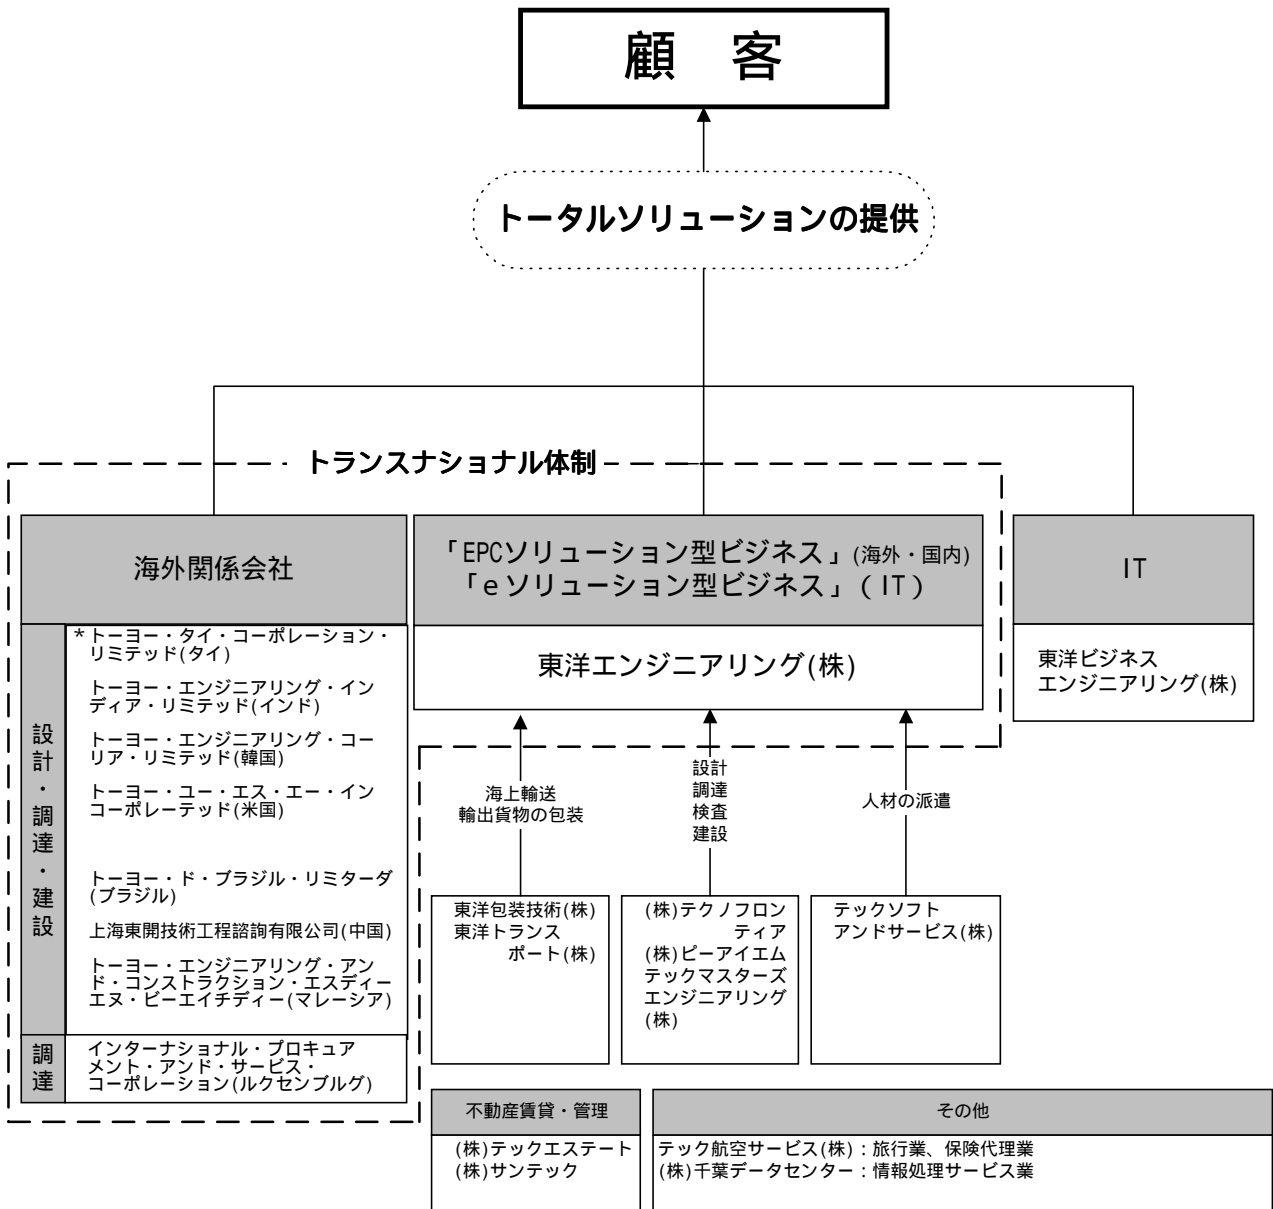 顧　客
トータルソリューションの提供
トランスナショナル体制
海外関係会社
設計・調達・建設
*トーヨー・タイ・コーポレーション・
リミテッド(タイ)
トーヨー・エンジニアリング・イン
ディア・リミテッド(インド)
トーヨー・エンジニアリング・コー
リア・リミテッド(韓国)
トーヨー・ユー・エス・エー・イン
コーポレーテッド(米国)
トーヨー・ド・ブラジル・リミターダ
(ブラジル)
上海東開技術工程諮詢有限公司(中国)
トーヨー・エンジニアリング・アン
ド・コンストラクション・エスディー
エヌ・ビーエイチディー(マレーシア)
調達
インターナショナル・プロキュア
メント・アンド・サービス・
コーポレーション(ルクセンブルグ)
「EPCソリューション型ビジネス」(海外・国内)
「eソリューション型ビジネス」(IT)
東洋エンジニアリング(株)
IT
東洋ビジネス
エンジニアリング(株)
海上輸送
輸出貨物の包装
設計
調達
検査
建設
人材の派遣
東洋包装技術(株)
東洋トランス
ポート(株)
(株)テクノフロン
ティア
(株)ピーアイエム
テックマスターズ
エンジニアリング
(株)
テックソフト
アンドサービス(株)
不動産賃貸・管理
(株)テックエステート
(株)サンテック
その他
テック航空サービス(株):旅行業、保険代理業
(株)千葉データセンター:情報処理サービス業